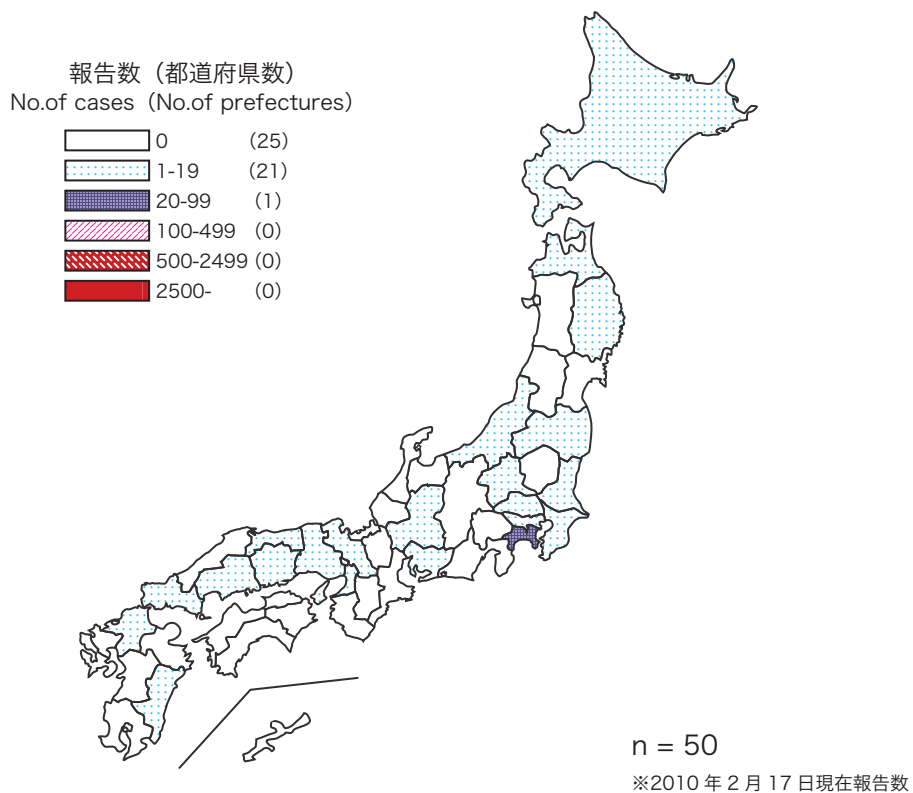 報告数（都道府県数）
No.of cases（No.of prefectures）
0 (25)
1-19 (21)
20-99 (1)
100-499 (0)
500-2499 (0)
2500- (0)
n = 50
※2010 年 2 月 17 日現在報告数